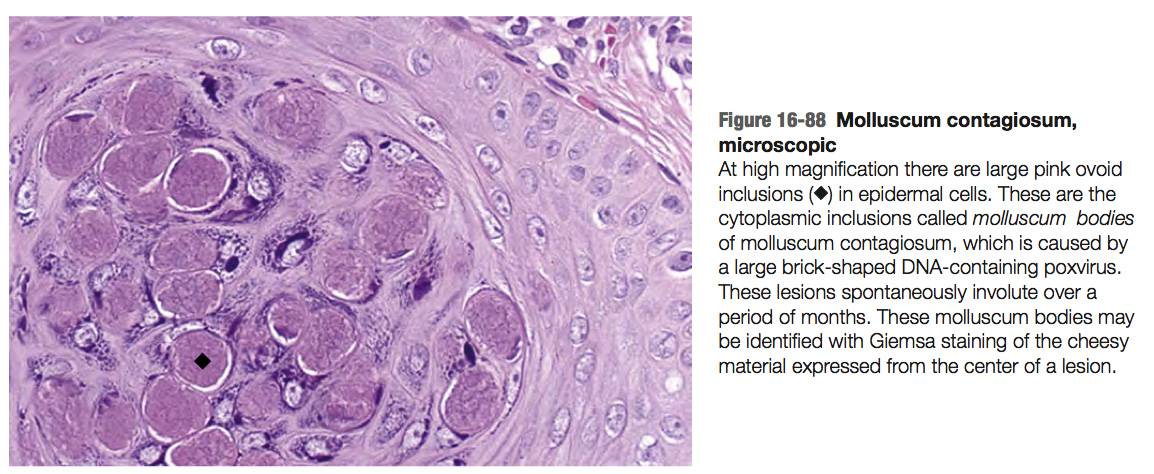 Figure 16-88 Molluscum contagiosum,
microscopic
At high magnification there are large pink ovoid
inclusions (◆) in epidermal cells. These are the
cytoplasmic inclusions called molluscum bodies
of molluscum contagiosum, which is caused by
a large brick-shaped DNA-containing poxvirus.
These lesions spontaneously involute over a
period of months. These molluscum bodies may
be identified with Giemsa staining of the cheesy
material expressed from the center of a lesion.